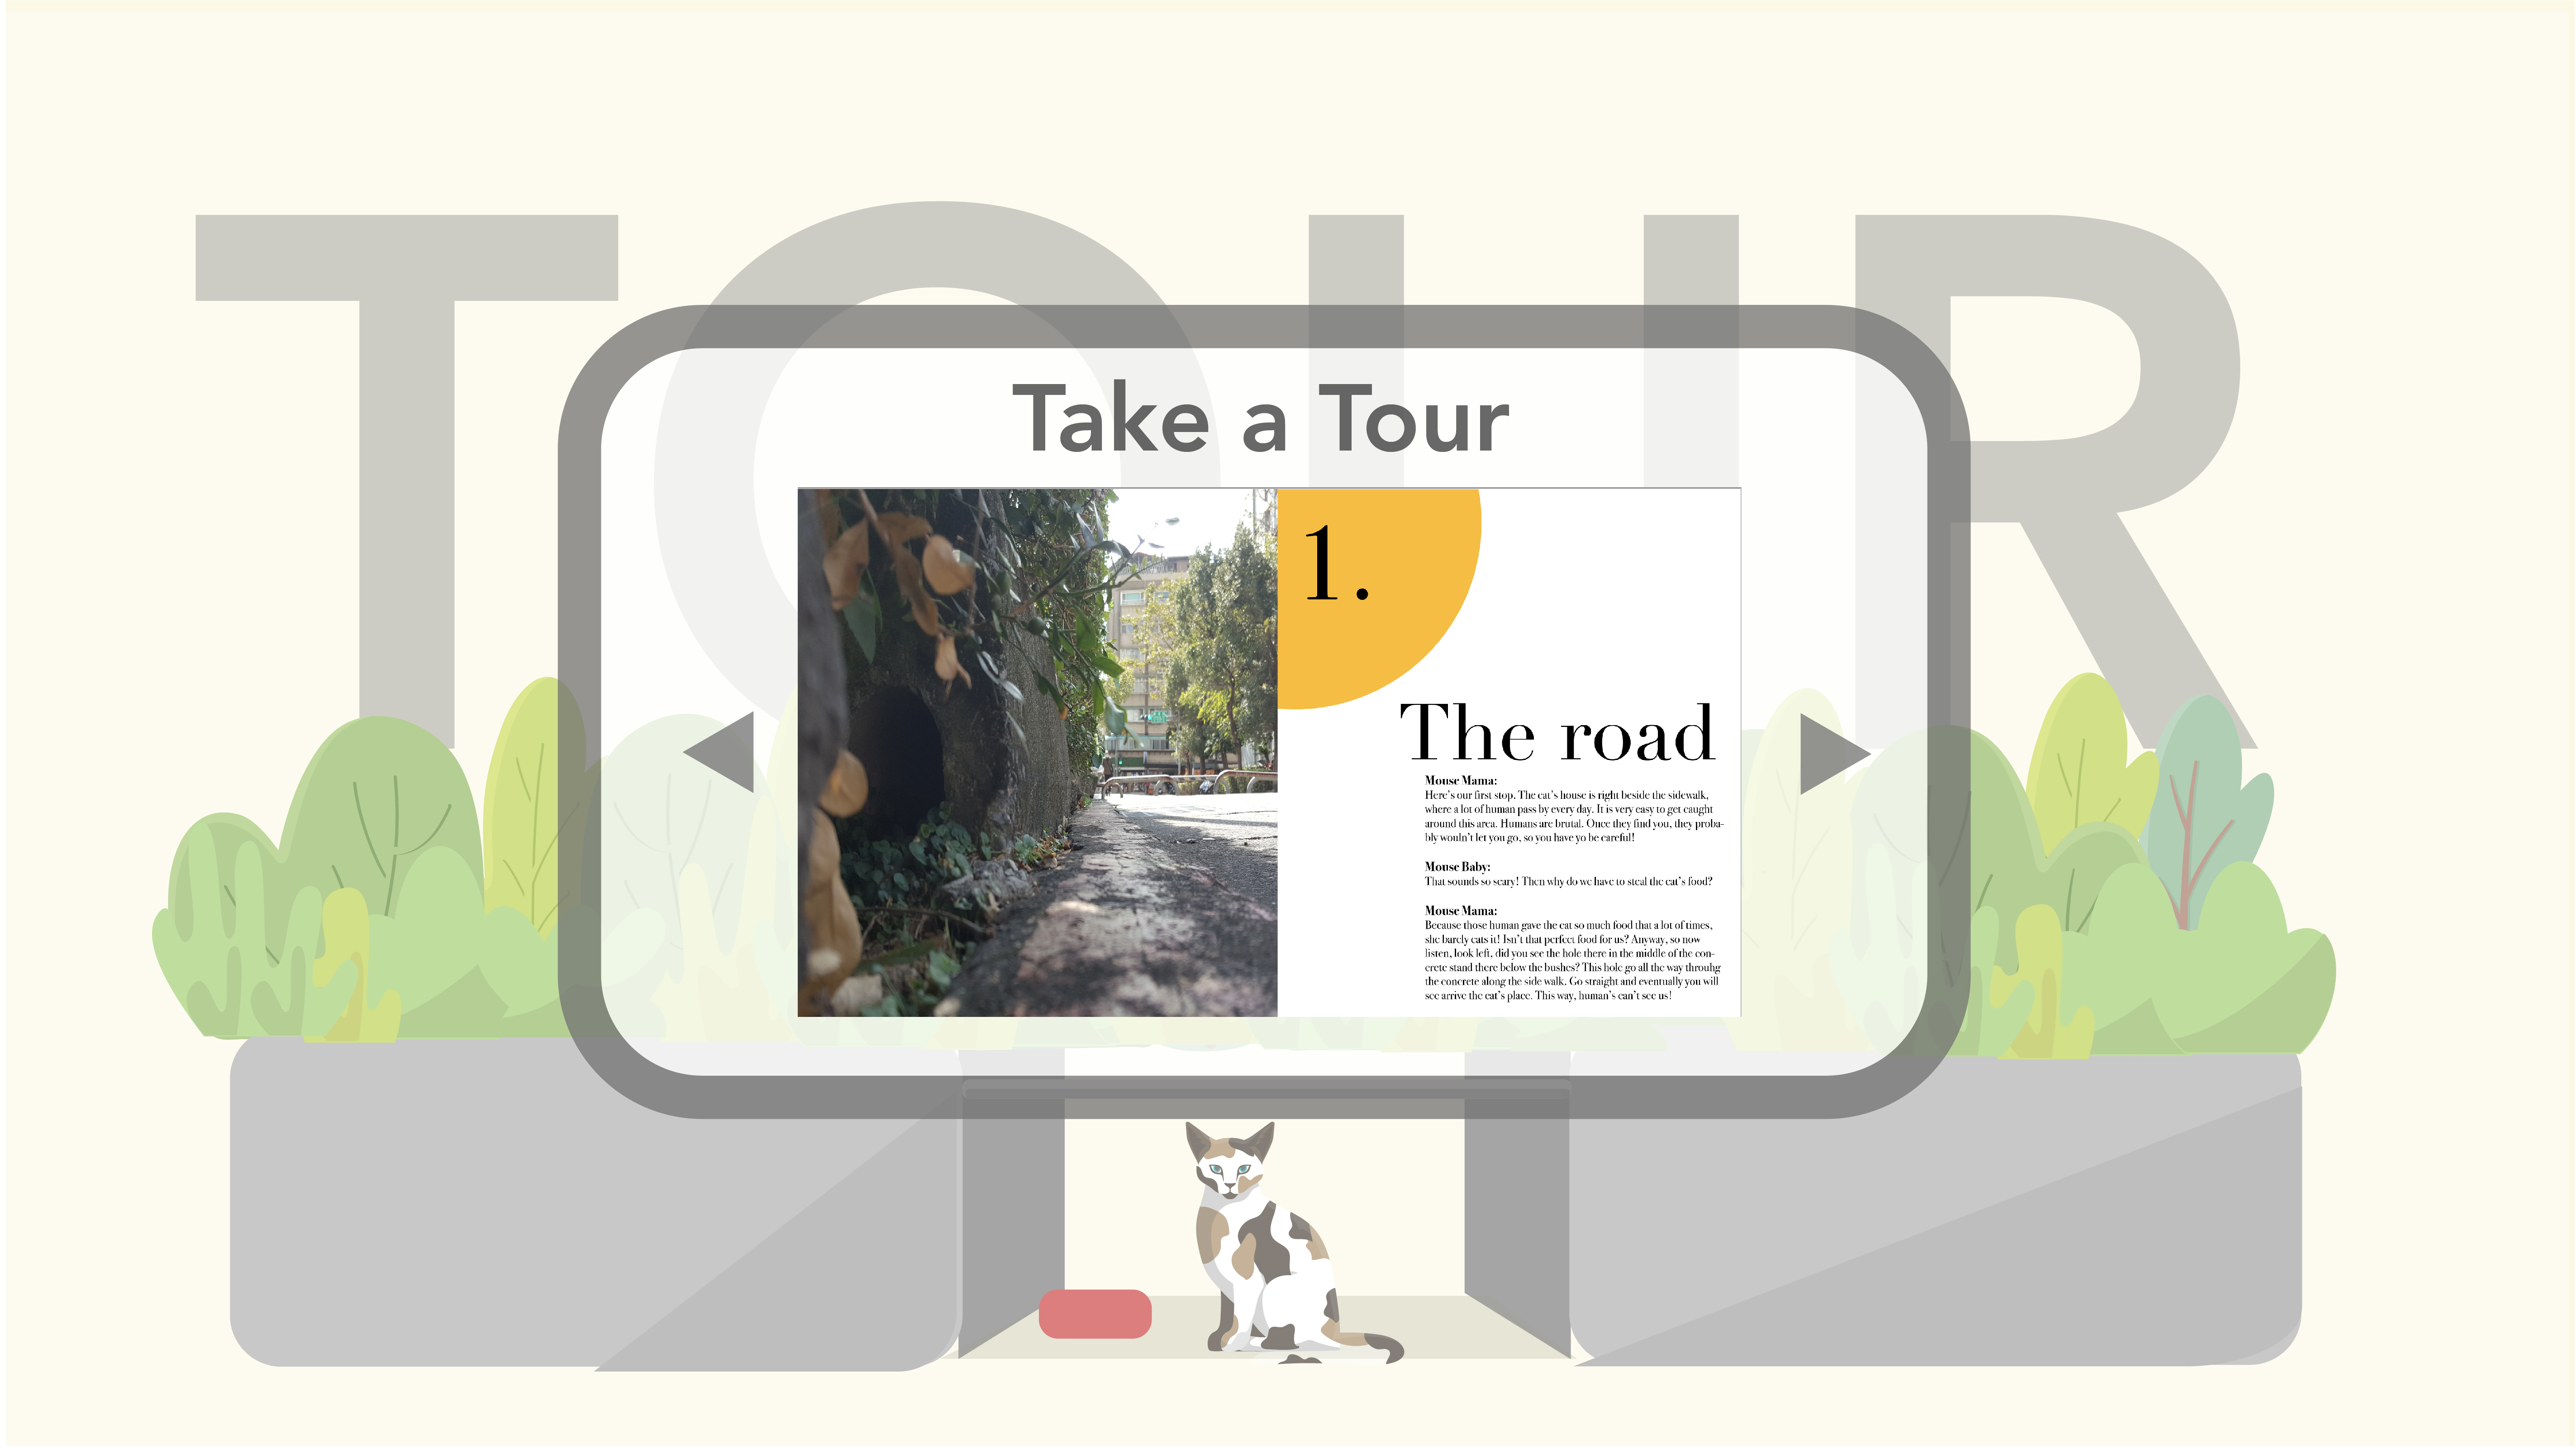 TOUR
Take a Tour
1.
The road
Mouse Mama:
Here's our first stop. The cat's house is right beside the sidewalk,
where a lot of human pass by every day. It is very easy to get caught
around this area. Humans are brutal. Once they find you, they proba-
bly wouln't let you go, so you have yo be careful!
Mouse Baby:
That sounds so scary! Then why do we have to steal the cat's food?
Mouse Mama:
Because those human gave the cat so much food that a lot of times,
she barely eats it! Isn't that perfect food for us? Anyway, so now
listen, look left, did you see the hole there in the middle of the con-
crete stand there below the bushes? This hole go all the way throuhg
the concrete along the side walk. Go straight and eventually you will
see arrive the cat's place. This way, human's can't see us!